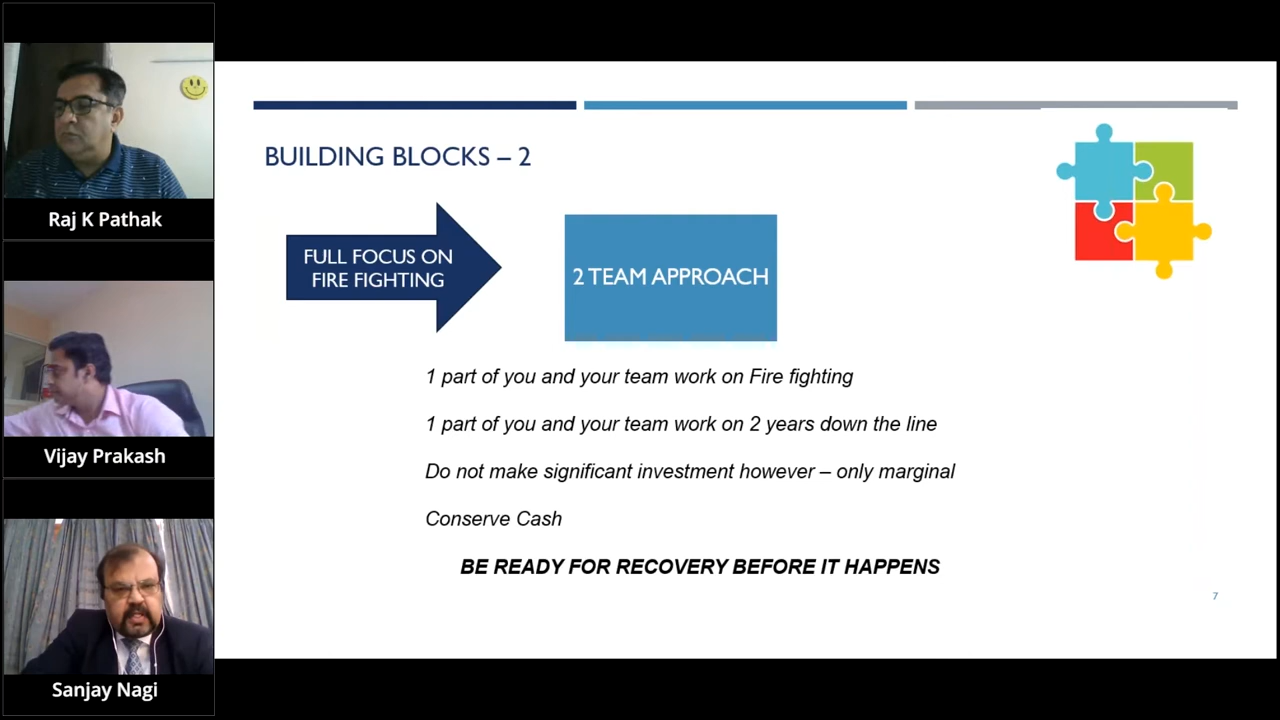 Raj K Pathak
Vijay Prakash
Sanjay Nagi
BUILDING BLOCKS – 2
FULL FOCUS ON
FIRE FIGHTING
2 TEAM APPROACH
1 part of you and your team work on Fire fighting
1 part of you and your team work on 2 years down the line
Do not make significant investment however – only marginal
Conserve Cash
BE READY FOR RECOVERY BEFORE IT HAPPENS
7